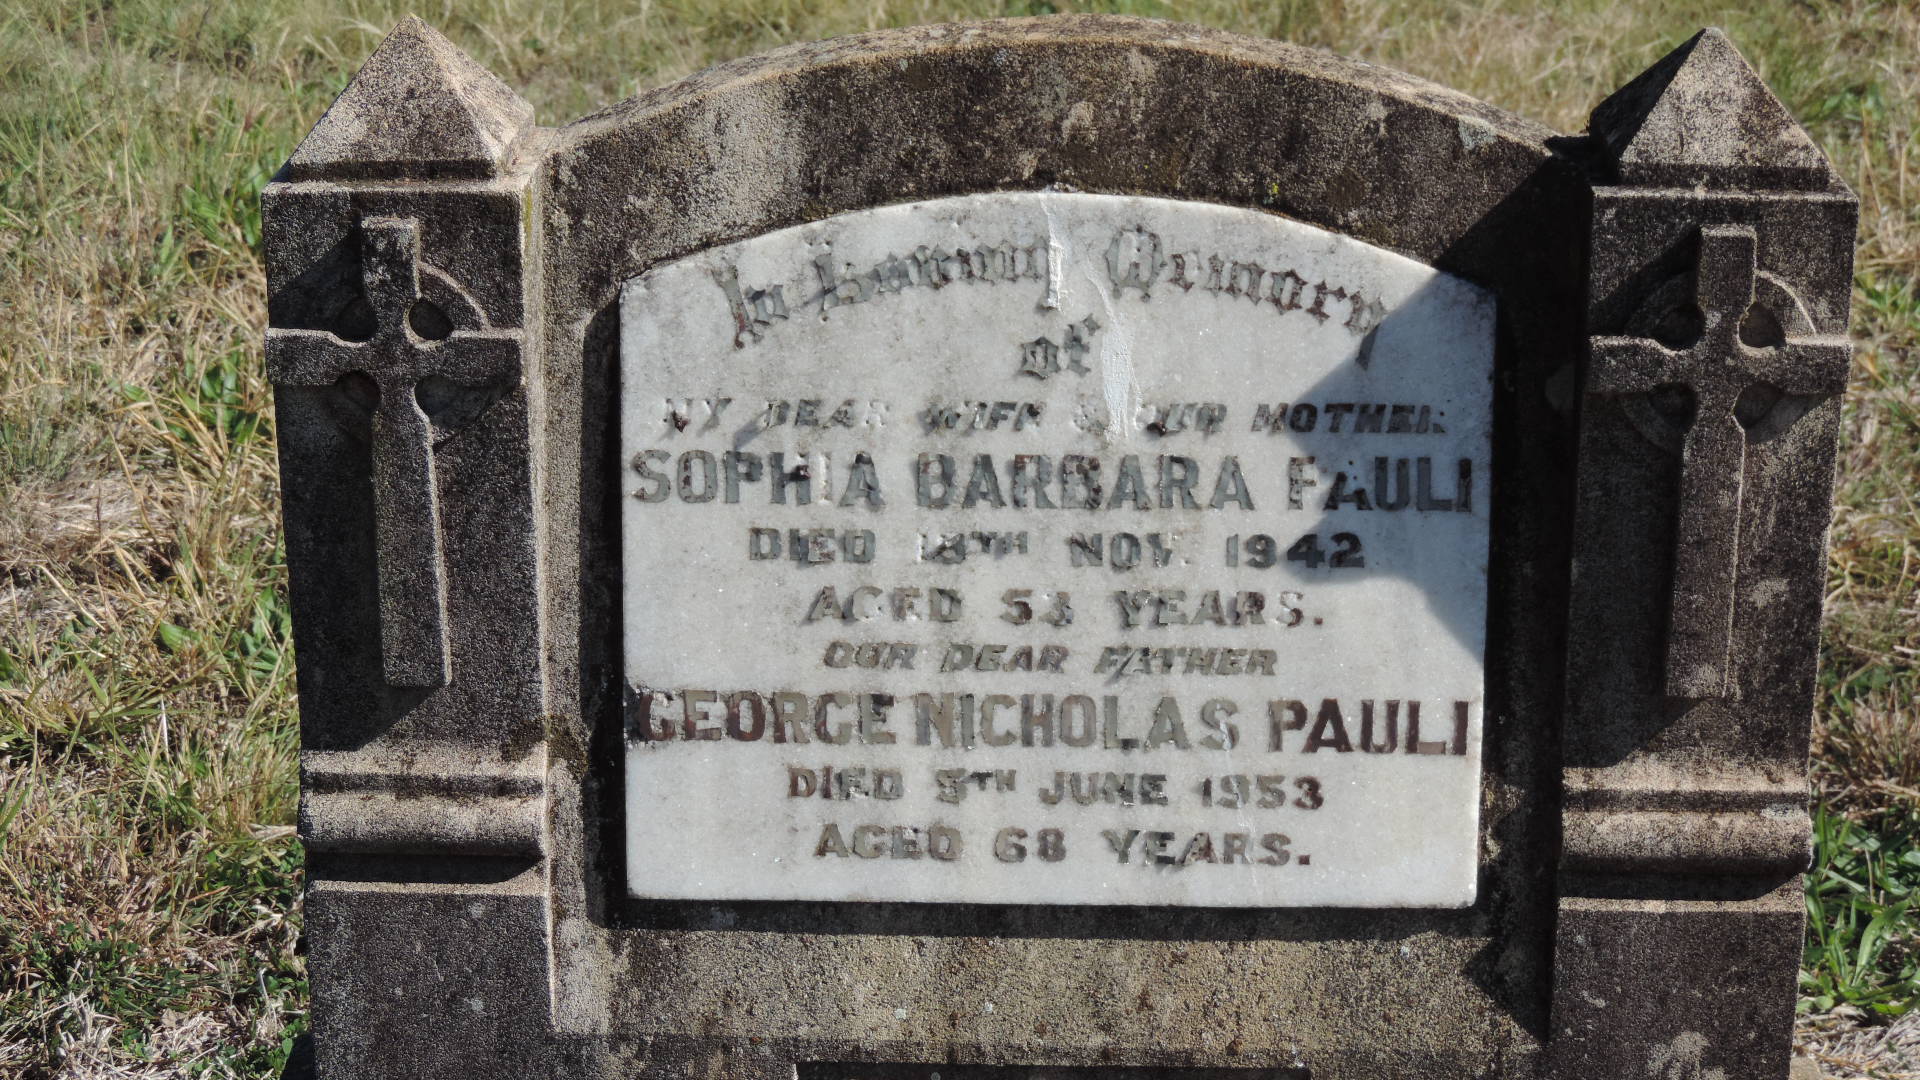 In Loving Memory
of
MY DEAR WIFE & OUR MOTHER
SOPHIA BARBARA PAULI
DIED 18TH NOV. 1942
AGED 53 YEARS.
OUR DEAR FATHER
GEORGE NICHOLAS PAULI
DIED 5TH JUNE 1953
AGED 68 YEARS.